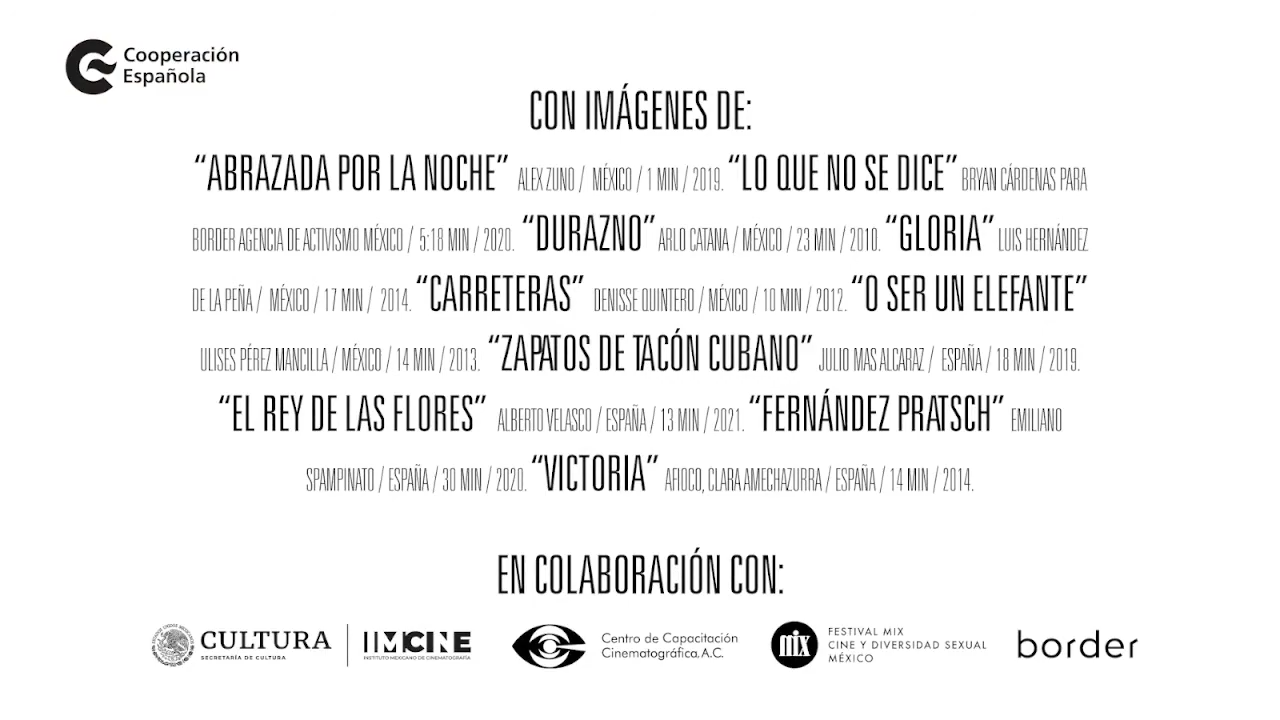 Cooperación
Española
CON IMÁGENES DE:
“ABRAZADA POR LA NOCHE” ALEX ZUNO / MÉXICO / 1 MIN / 2019. “LO QUE NO SE DICE” BRYAN CÁRDENAS PARA
BORDER AGENCIA DE ACTIVISMO MÉXICO / 5:18 MIN / 2020. “DURAZNO” ARLO CATANA / MÉXICO / 23 MIN / 2010. “GLORIA” LUIS HERNÁNDEZ
DE LA PEÑA / MÉXICO / 17 MIN / 2014. “CARRETERAS” DENISSE QUINTERO / MÉXICO / 10 MIN / 2012. “O SER UN ELEFANTE”
ULISES PÉREZ MANCILLA / MÉXICO / 14 MIN / 2013. “ZAPATOS DE TACÓN CUBANO” JULIO MAS ALCARAZ / ESPAÑA / 18 MIN / 2019.
“EL REY DE LAS FLORES” ALBERTO VELASCO / ESPAÑA / 13 MIN / 2021. “FERNÁNDEZ PRATSCH” EMILIANO
SPAMPINATO / ESPAÑA / 30 MIN / 2020. “VICTORIA” AFIOCO, CLARA AMECHAZURRA / ESPAÑA / 14 MIN / 2014.
EN COLABORACIÓN CON:
CULTURA
SECRETARÍA DE CULTURA
IMCINE
INSTITUTO MEXICANO DE CINEMATOGRAFÍA
Centro de Capacitación
Cinematográfica, A.C.
mix
FESTIVAL MIX
CINE Y DIVERSIDAD SEXUAL
MÉXICO
border